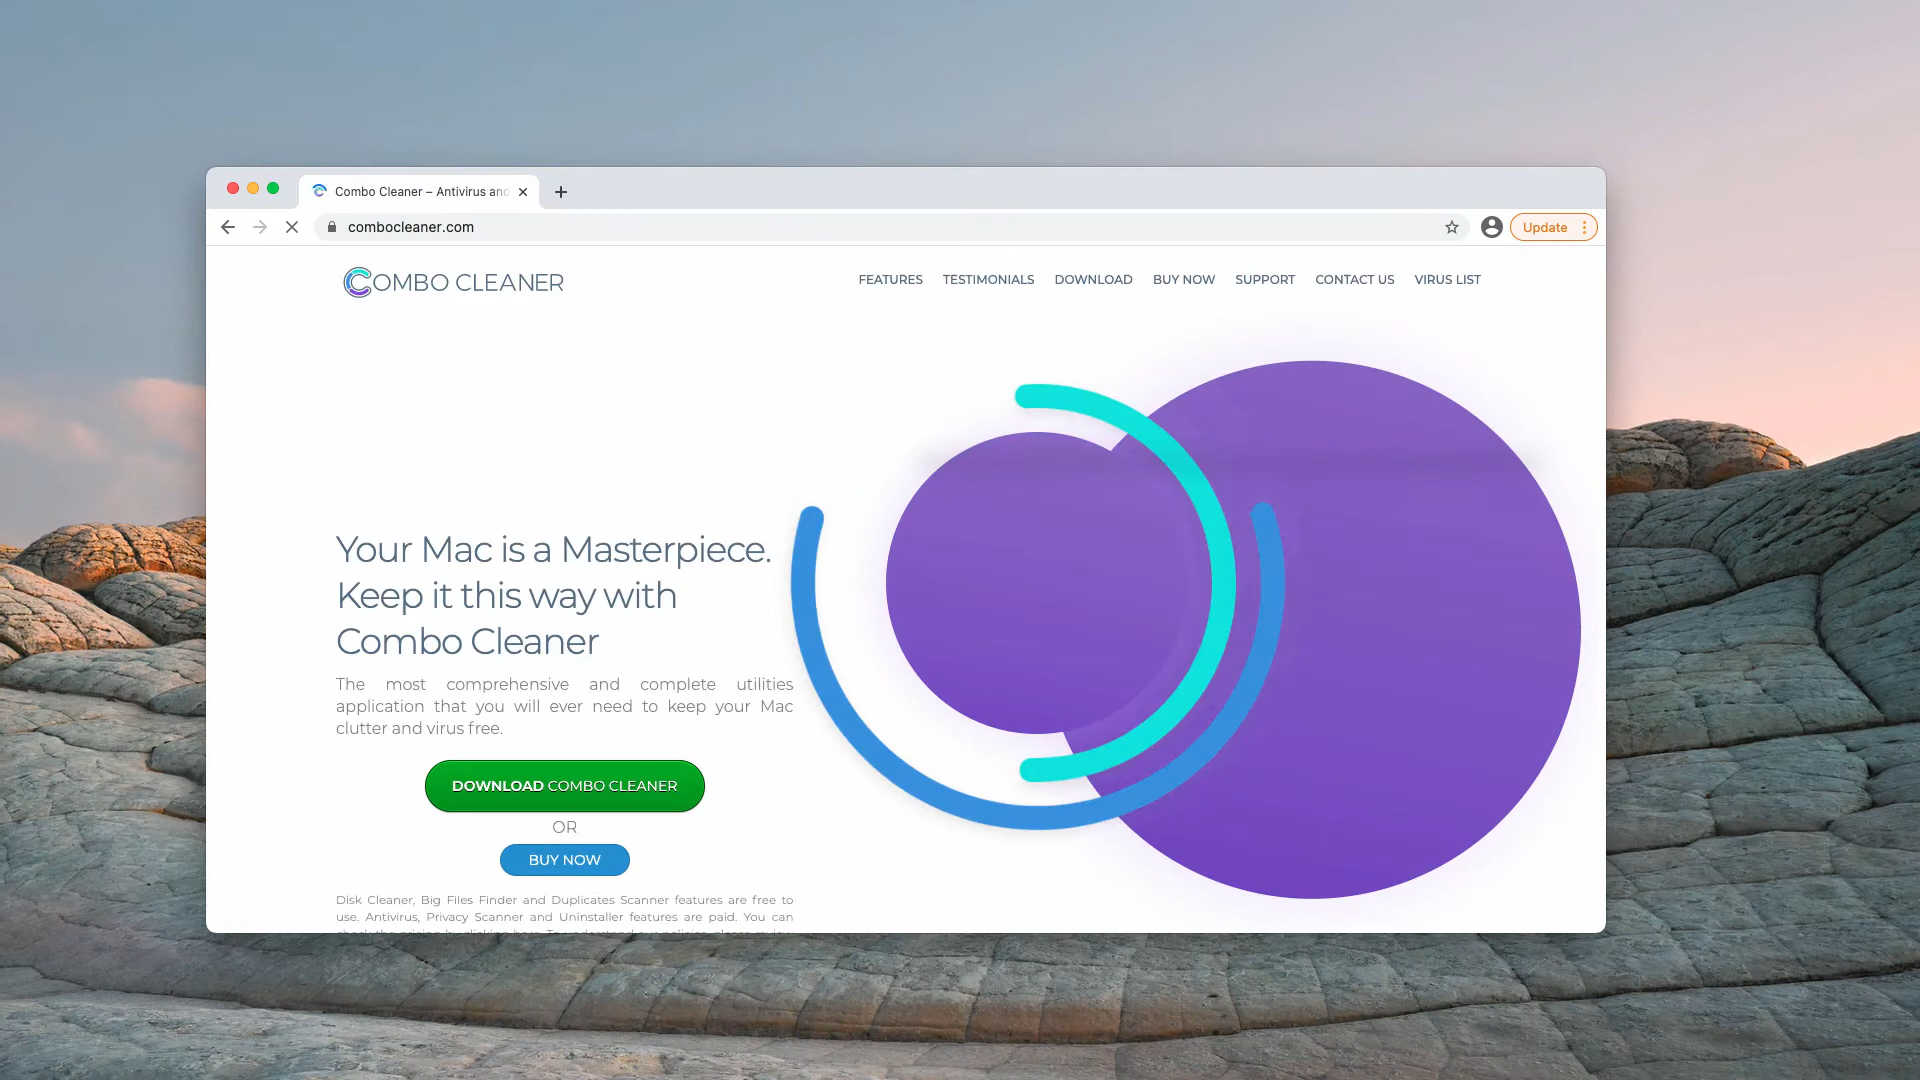 Combo Cleaner – Antivirus and
combocleaner.com
Update
COMBO CLEANER
FEATURES TESTIMONIALS DOWNLOAD BUY NOW SUPPORT CONTACT US VIRUS LIST
Your Mac is a Masterpiece.
Keep it this way with
Combo Cleaner
The most comprehensive and complete utilities
application that you will ever need to keep your Mac
clutter and virus free.
DOWNLOAD COMBO CLEANER
OR
BUY NOW
Disk Cleaner, Big Files Finder and Duplicates Scanner features are free to
use. Antivirus, Privacy Scanner and Uninstaller features are paid. You can